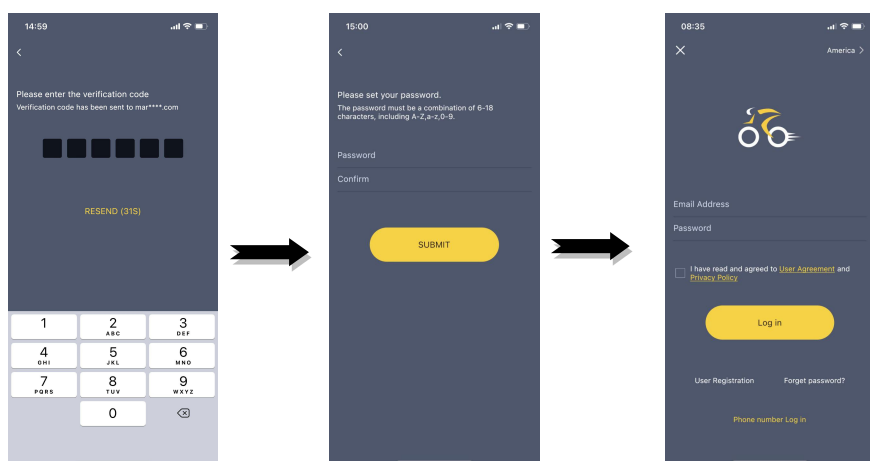 14:59
Please enter the verification code
Verification code has been sent to mar****.com
RESEND (31S)
1
2
ABC
3
DEF
4
GHI
5
JKL
6
MNO
7
PQRS
8
TUV
9
WXYZ
0
15:00
Please set your password.
The password must be a combination of 6-18
characters, including A-Z,a-z,0-9.
Password
Confirm
SUBMIT
08:35
America
Email Address
Password
I have read and agreed to User Agreement and
Privacy Policy
Log in
User Registration
Forget password?
Phone number Log in